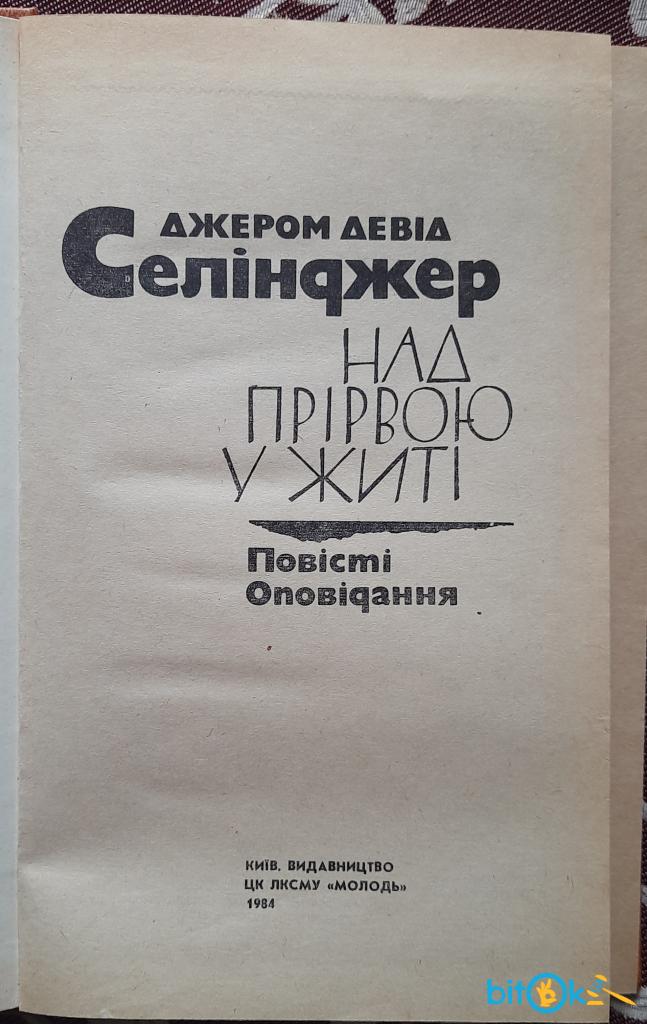 ДЖЕРОМ ДЕВІД
Селінджер
НАД
ПРІРВОЮ
У ЖИТІ
Повісті
Оповідання
КИЇВ. ВИДАВНИЦТВО
ЦК ЛКСМУ «МОЛОДЬ»
1984
bitOk